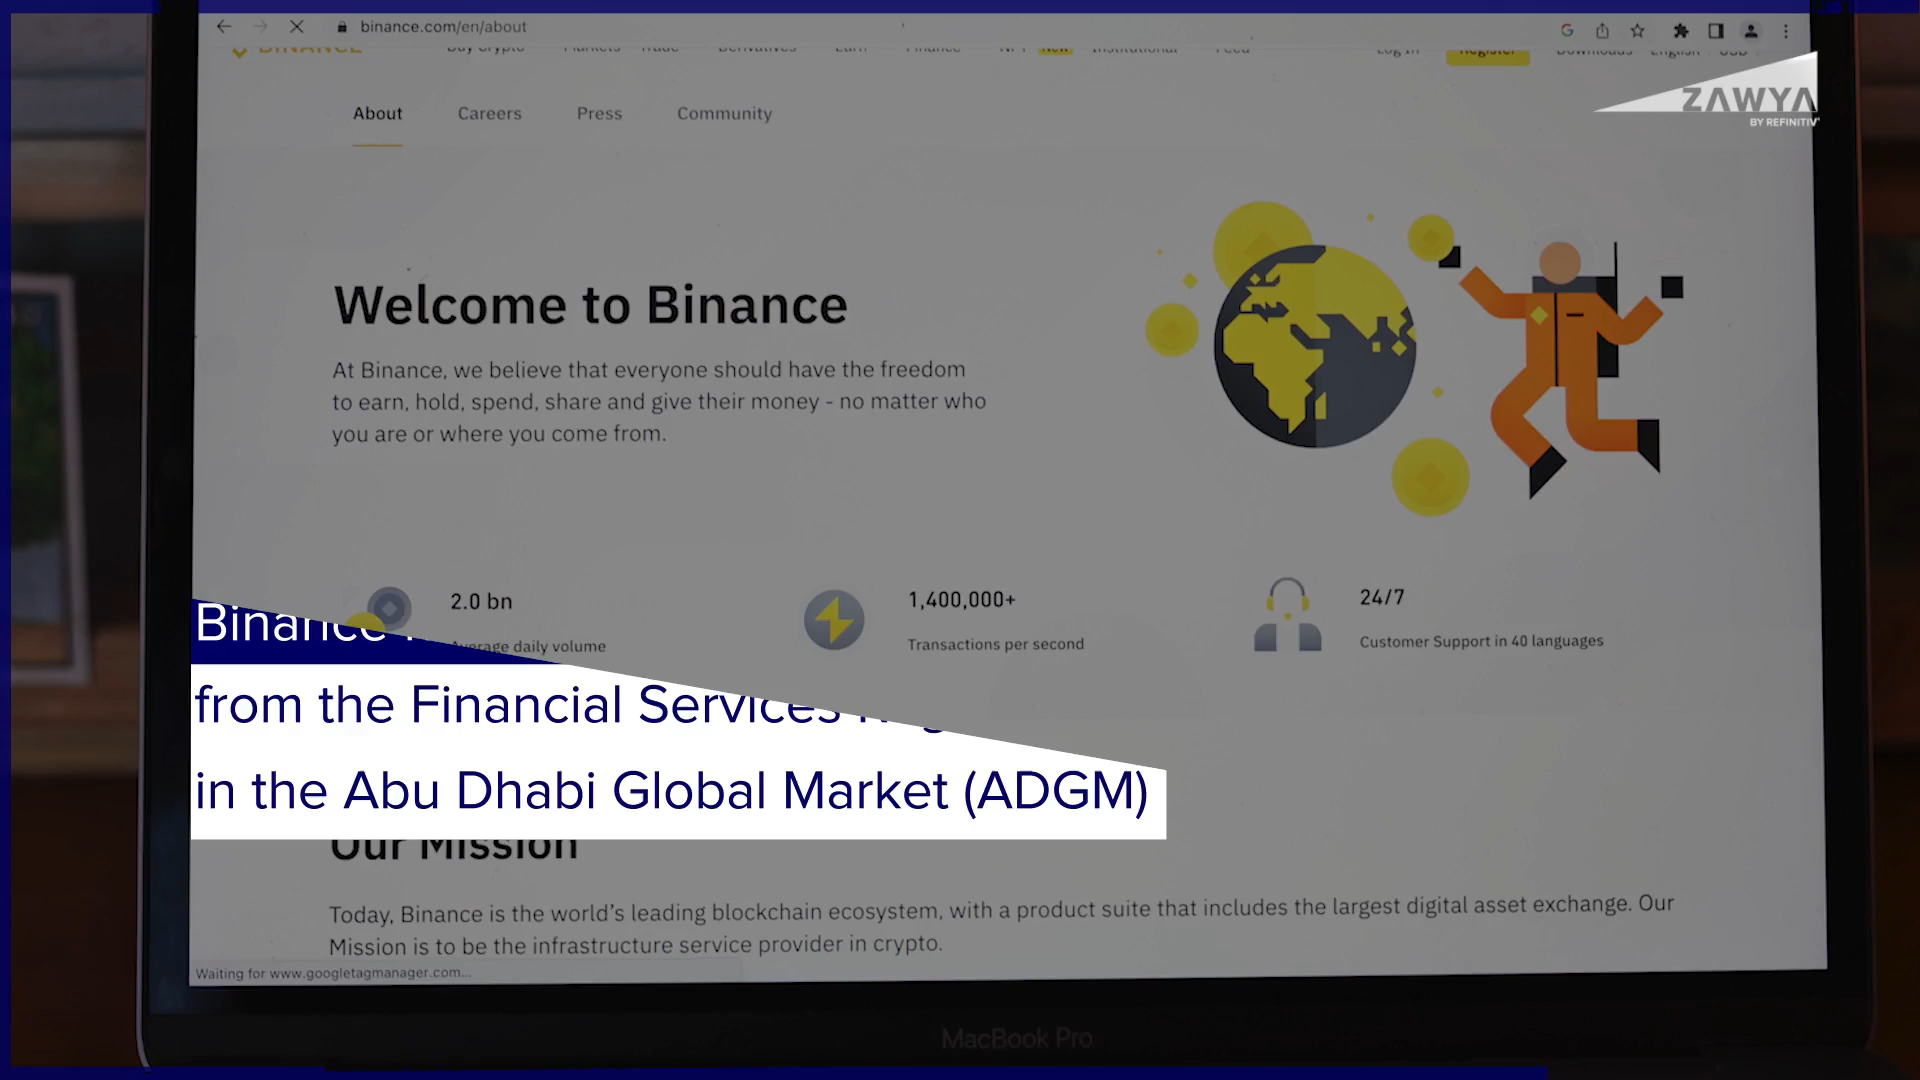 binance.com/en/about
About Careers Press Community
ZAWYA
BY REFINITIV
Welcome to Binance
At Binance, we believe that everyone should have the freedom
to earn, hold, spend, share and give their money - no matter who
you are or where you come from.
2.0 bn
daily volume
1,400,000+
Transactions per second
24/7
Customer Support in 40 languages
Binance
from the Financial Services
in the Abu Dhabi Global Market (ADGM)
Our Mission
Today, Binance is the world's leading blockchain ecosystem, with a product suite that includes the largest digital asset exchange. Our
Mission is to be the infrastructure service provider in crypto.
Waiting for www.googletagmanager.com...
MacBook Pro